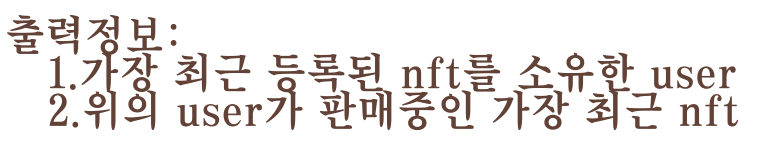 출력정보:
1.가장 최근 등록된 nft를 소유한 user
2.위의 user가 판매중인 가장 최근 nft